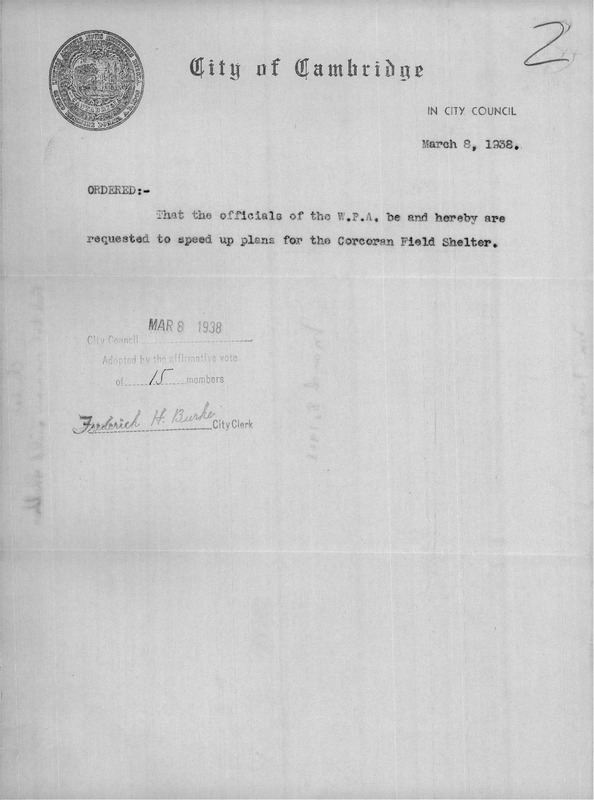 2
City of Cambridge
IN CITY COUNCIL
March 8, 1938.
ORDERED:-
That the officials of the W.P.A. be and hereby are
requested to speed up plans for the Corcoran Field Shelter.
City Council MAR 8 1938
Adopted by the affirmative vote
of 15 members
Frederick H. Burke City Clerk